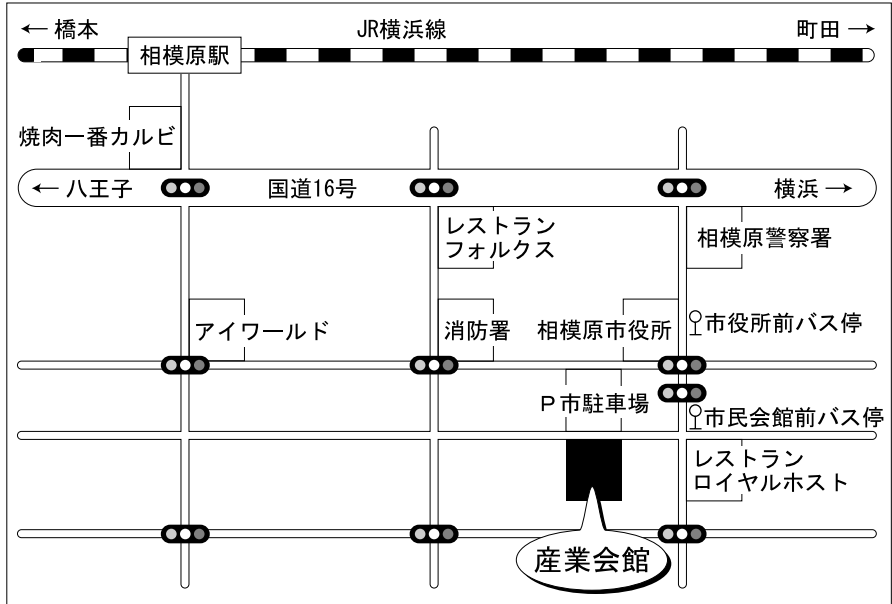 ← 橋本
JR横浜線
町田 →
相模原駅
焼肉一番カルビ
← 八王子
国道16号
横浜 →
レストラン
フォルクス
相模原警察署
アイワールド
消防署
相模原市役所
市役所前バス停
P市駐車場
市民会館前バス停
レストラン
ロイヤルホスト
産業会館